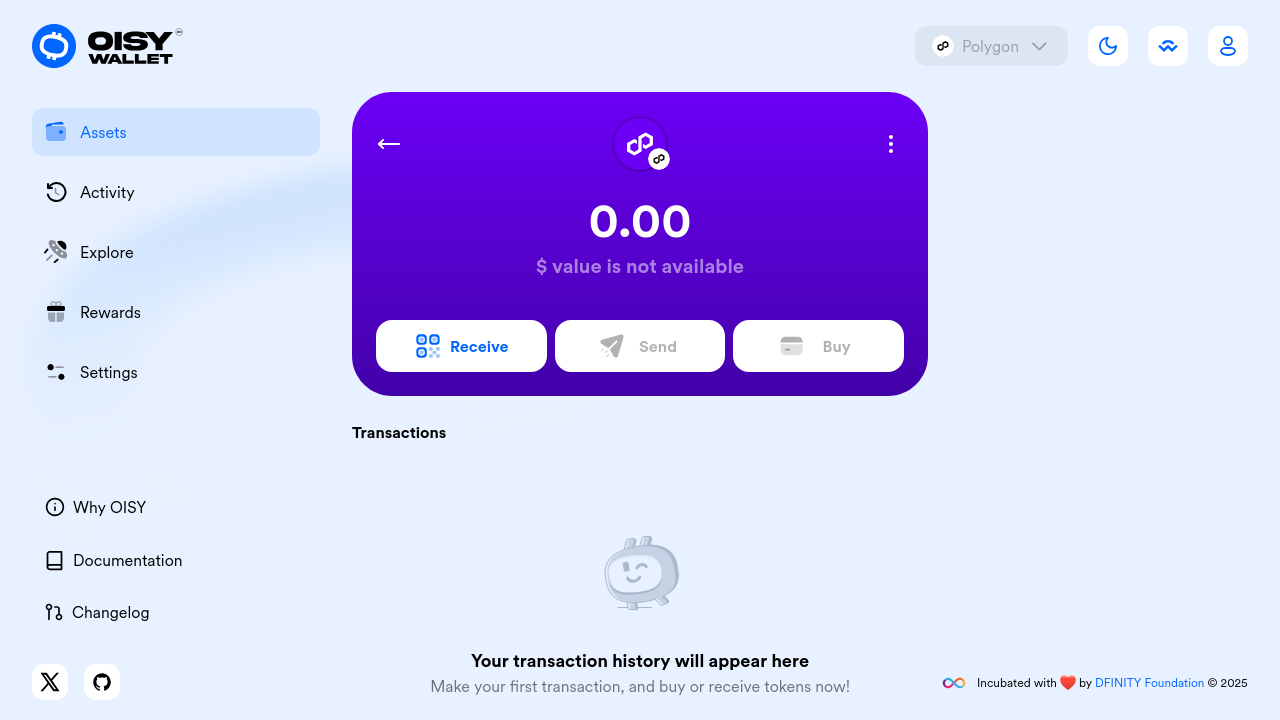 OISY
WALLET
Polygon
Assets
Activity
Explore
Rewards
Settings
Why OISY
Documentation
Changelog
0.00
$ value is not available
Receive
Send
Buy
Transactions
Your transaction history will appear here
Make your first transaction, and buy or receive tokens now!
Incubated with ❤️ by DFINITY Foundation © 2025